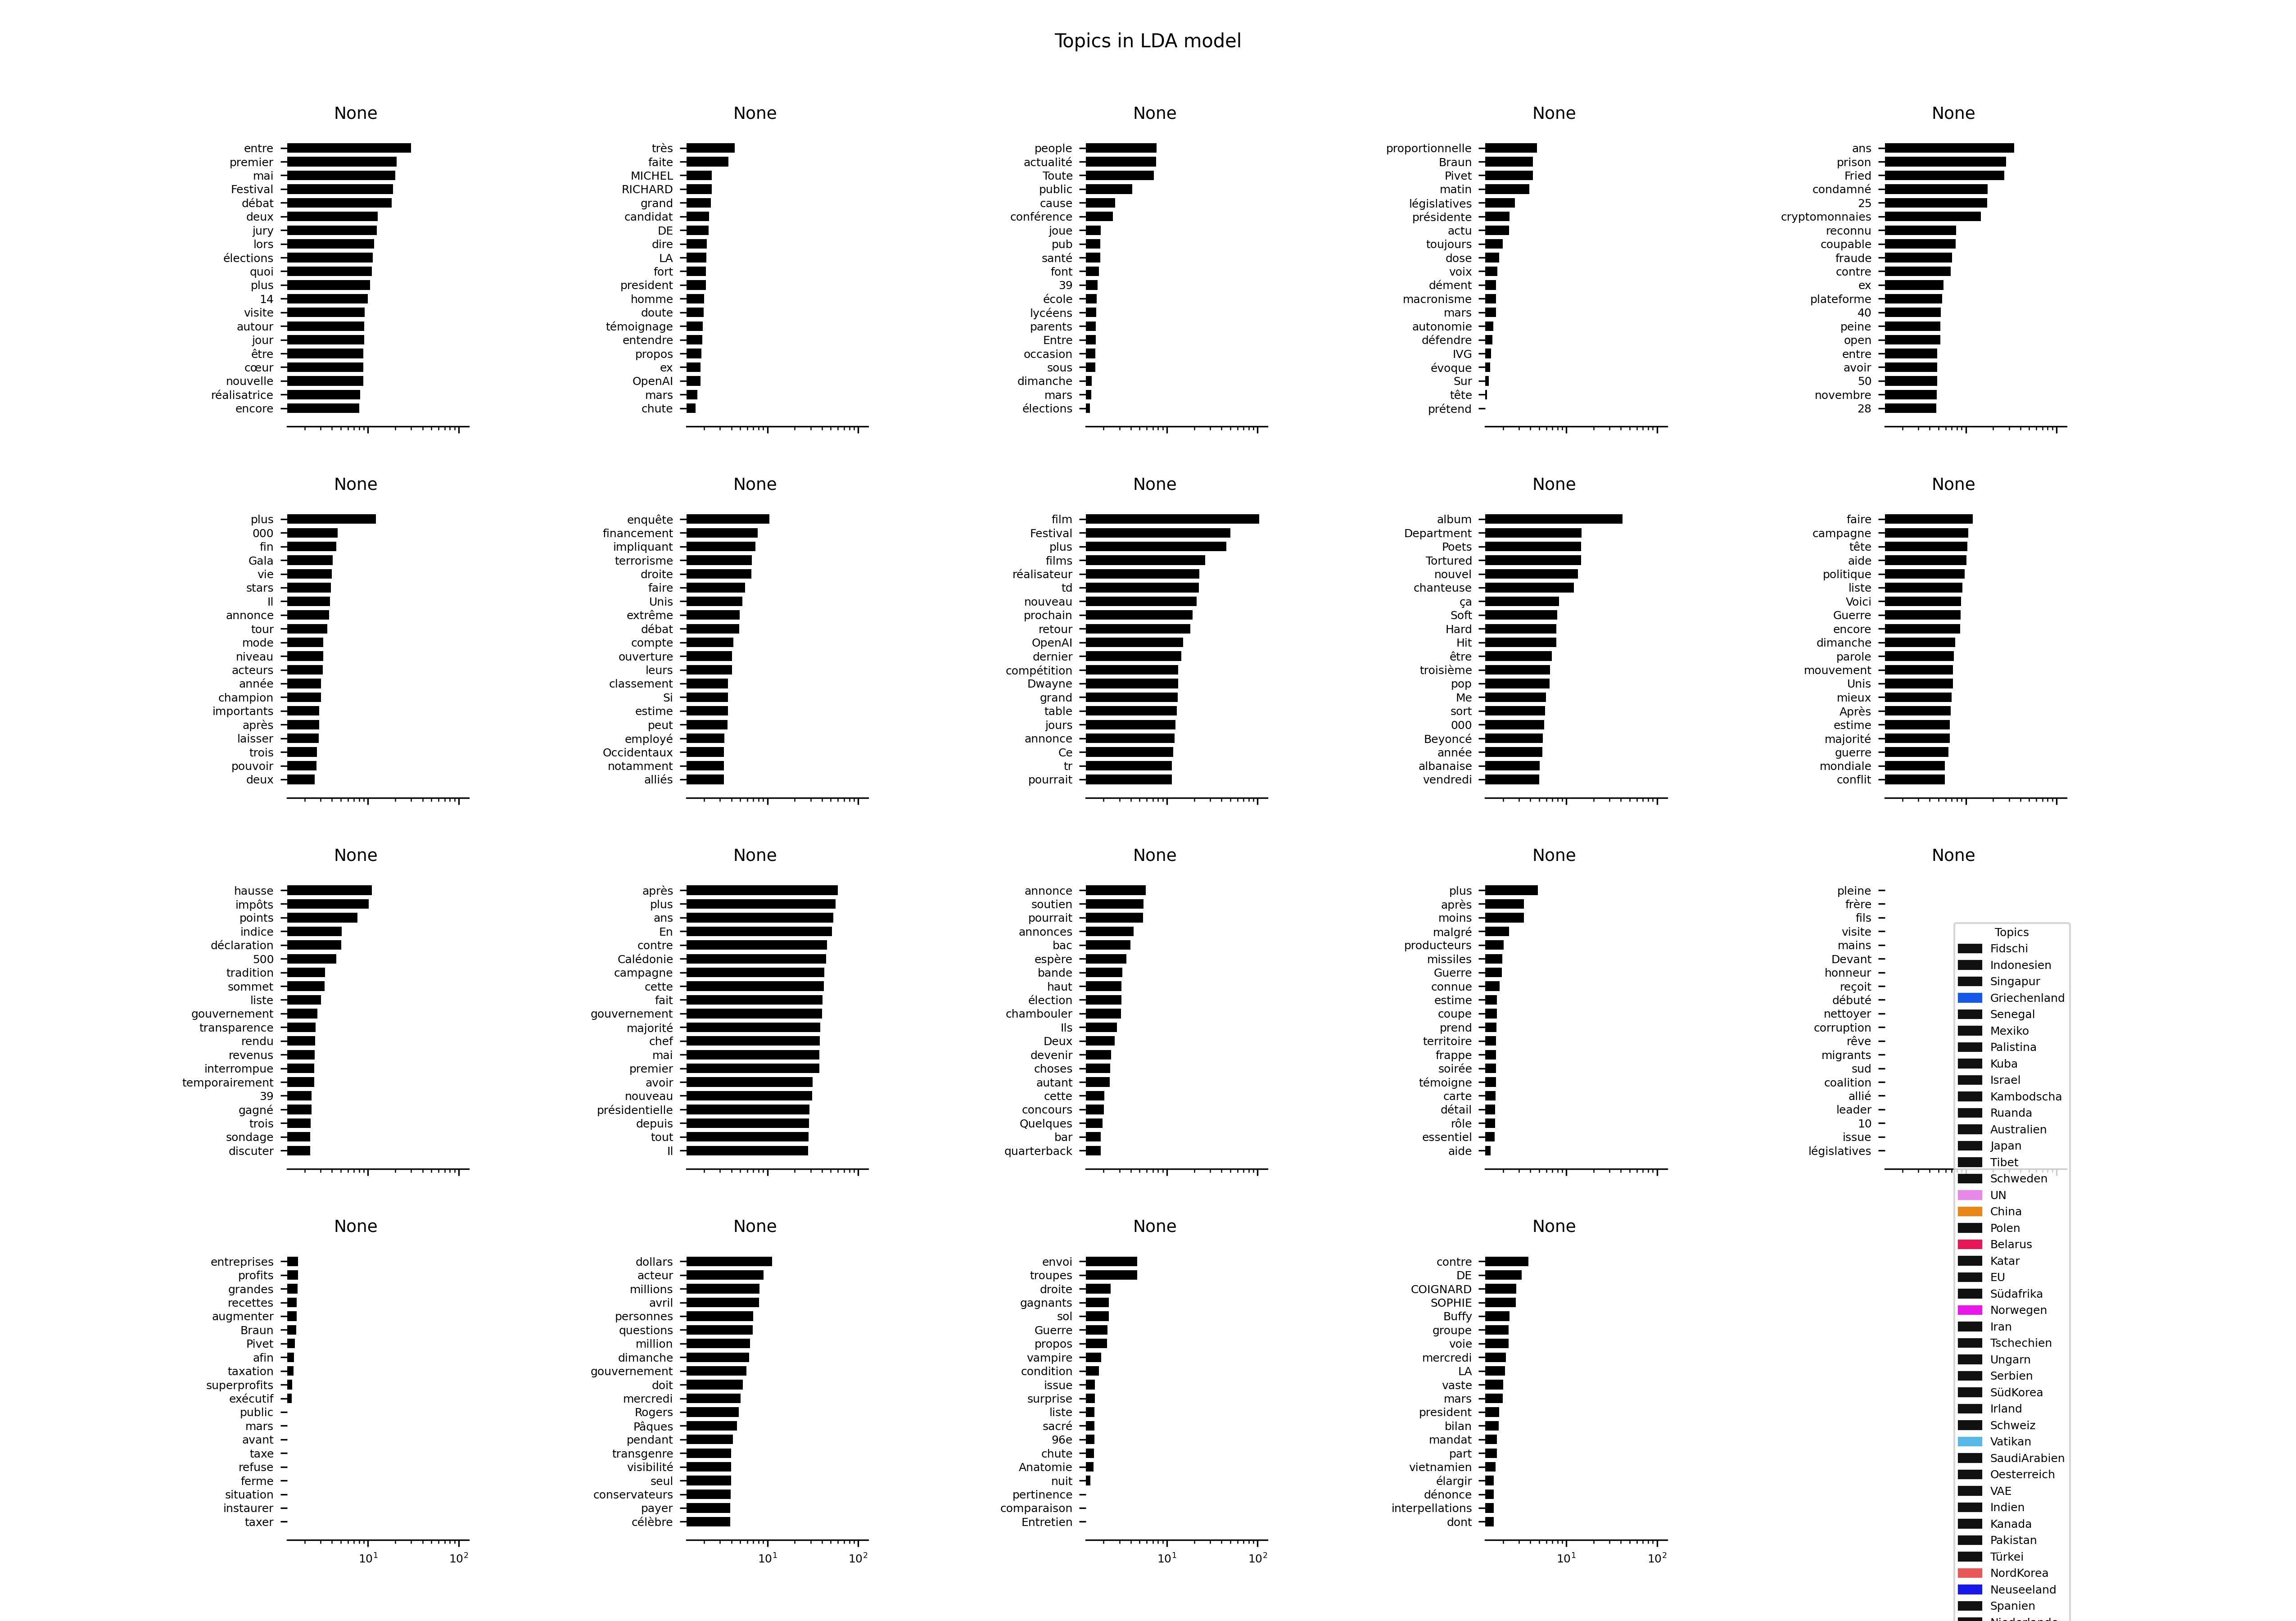 Topics in LDA model
None
entre
premier
mai
Festival
débat
deux
jury
lors
élections
quoi
plus
14
visite
autour
jour
être
cœur
nouvelle
réalisatrice
encore
None
très
faite
MICHEL
RICHARD
grand
candidat
DE
dire
LA
fort
president
homme
doute
témoignage
entendre
propos
ex
OpenAI
mars
chute
None
people
actualité
Toute
public
cause
conférence
joue
pub
santé
font
39
école
lycéens
parents
Entre
occasion
sous
dimanche
mars
élections
None
proportionnelle
Braun
Pivet
matin
législatives
présidente
actu
toujours
dose
voix
dément
macronisme
mars
autonomie
défendre
IVG
évoque
Sur
tête
prétend
None
ans
prison
Fried
condamné
25
cryptomonnaies
reconnu
coupable
fraude
contre
ex
plateforme
40
peine
open
entre
avoir
50
novembre
28
None
plus
000
fin
Gala
vie
stars
Il
annonce
tour
mode
niveau
acteurs
année
champion
importants
après
laisser
trois
pouvoir
deux
None
enquête
financement
impliquant
terrorisme
droite
faire
Unis
extrême
débat
compte
ouverture
leurs
classement
Si
estime
peut
employé
Occidentaux
notamment
alliés
None
film
Festival
plus
films
réalisateur
td
nouveau
prochain
retour
OpenAI
dernier
compétition
Dwayne
grand
table
jours
annonce
Ce
tr
pourrait
None
album
Department
Poets
Tortured
nouvel
chanteuse
ça
Soft
Hard
Hit
être
troisième
pop
Me
sort
000
Beyoncé
année
albanaise
vendredi
None
faire
campagne
tête
aide
politique
liste
Voici
Guerre
encore
dimanche
parole
mouvement
Unis
mieux
Après
estime
majorité
guerre
mondiale
conflit
None
hausse
impôts
points
indice
déclaration
500
tradition
sommet
liste
gouvernement
transparence
rendu
revenus
interrompue
temporairement
39
gagné
trois
sondage
discuter
None
après
plus
ans
En
contre
Calédonie
campagne
cette
fait
gouvernement
majorité
chef
mai
premier
avoir
nouveau
présidentielle
depuis
tout
Il
None
annonce
soutien
pourrait
annonces
bac
espère
bande
haut
élection
chambouler
Ils
Deux
devenir
choses
autant
cette
concours
Quelques
bar
quarterback
None
plus
après
moins
malgré
producteurs
missiles
Guerre
connue
estime
coupe
prend
territoire
frappe
soirée
témoigne
carte
détail
rôle
essentiel
aide
None
pleine
frère
fils
visite
mains
Devant
honneur
reçoit
débuté
nettoyer
corruption
rêve
migrants
sud
coalition
allié
leader
10
issue
législatives
None
entreprises
profits
grandes
recettes
augmenter
Braun
Pivet
afin
taxation
superprofits
exécutif
public
mars
avant
taxe
refuse
ferme
situation
instaurer
taxer
10¹ 10²
None
dollars
acteur
millions
avril
personnes
questions
million
dimanche
gouvernement
doit
mercredi
Rogers
Pâques
pendant
transgenre
visibilité
seul
conservateurs
payer
célèbre
10¹ 10²
None
envoi
troupes
droite
gagnants
sol
Guerre
propos
vampire
condition
issue
surprise
liste
sacré
96e
chute
Anatomie
nuit
pertinence
comparaison
Entretien
10¹ 10²
None
contre
DE
COIGNARD
SOPHIE
Buffy
groupe
voie
mercredi
LA
vaste
mars
president
bilan
mandat
part
vietnamien
élargir
dénonce
interpellations
dont
10¹ 10²
Topics
Fidschi
Indonesien
Singapur
Griechenland
Senegal
Mexiko
Palistina
Kuba
Israel
Kambodscha
Ruanda
Australien
Japan
Tibet
Schweden
UN
China
Polen
Belarus
Katar
EU
Südafrika
Norwegen
Iran
Tschechien
Ungarn
Serbien
SüdKorea
Irland
Schweiz
Vatikan
SaudiArabien
Oesterreich
VAE
Indien
Kanada
Pakistan
Türkei
NordKorea
Neuseeland
Spanien